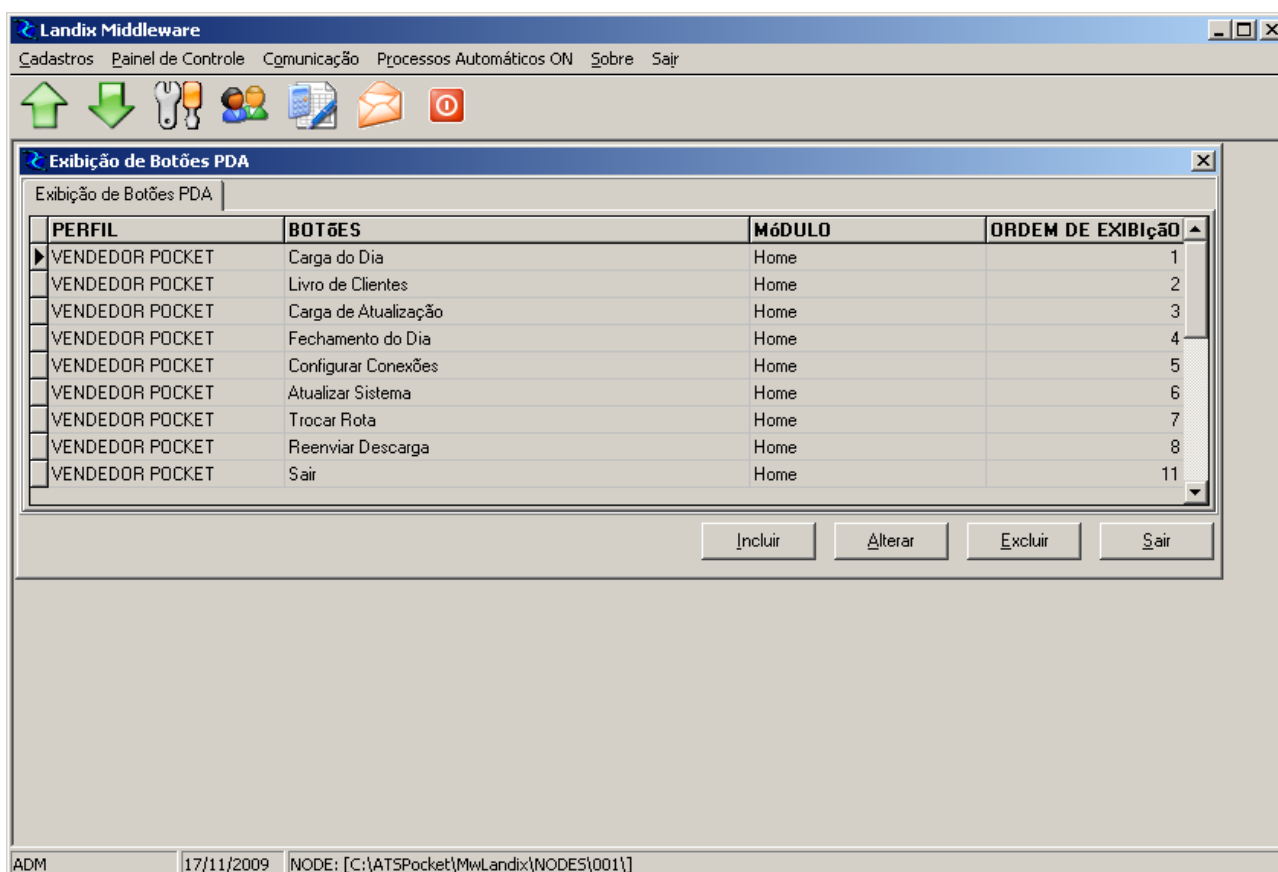 Landix Middleware
Cadastros Painel de Controle Comunicação Processos Automáticos ON Sobre Sair
Exibição de Botões PDA
Exibição de Botões PDA
PERFIL BOTõES MóDULO ORDEM DE EXIBIçãO
VENDEDOR POCKET Carga do Dia Home 1
VENDEDOR POCKET Livro de Clientes Home 2
VENDEDOR POCKET Carga de Atualização Home 3
VENDEDOR POCKET Fechamento do Dia Home 4
VENDEDOR POCKET Configurar Conexões Home 5
VENDEDOR POCKET Atualizar Sistema Home 6
VENDEDOR POCKET Trocar Rota Home 7
VENDEDOR POCKET Reenviar Descarga Home 8
VENDEDOR POCKET Sair Home 11
Incluir Alterar Excluir Sair
ADM 17/11/2009 NODE: [C:\ATSPocket\MwLandix\NODES\001\]